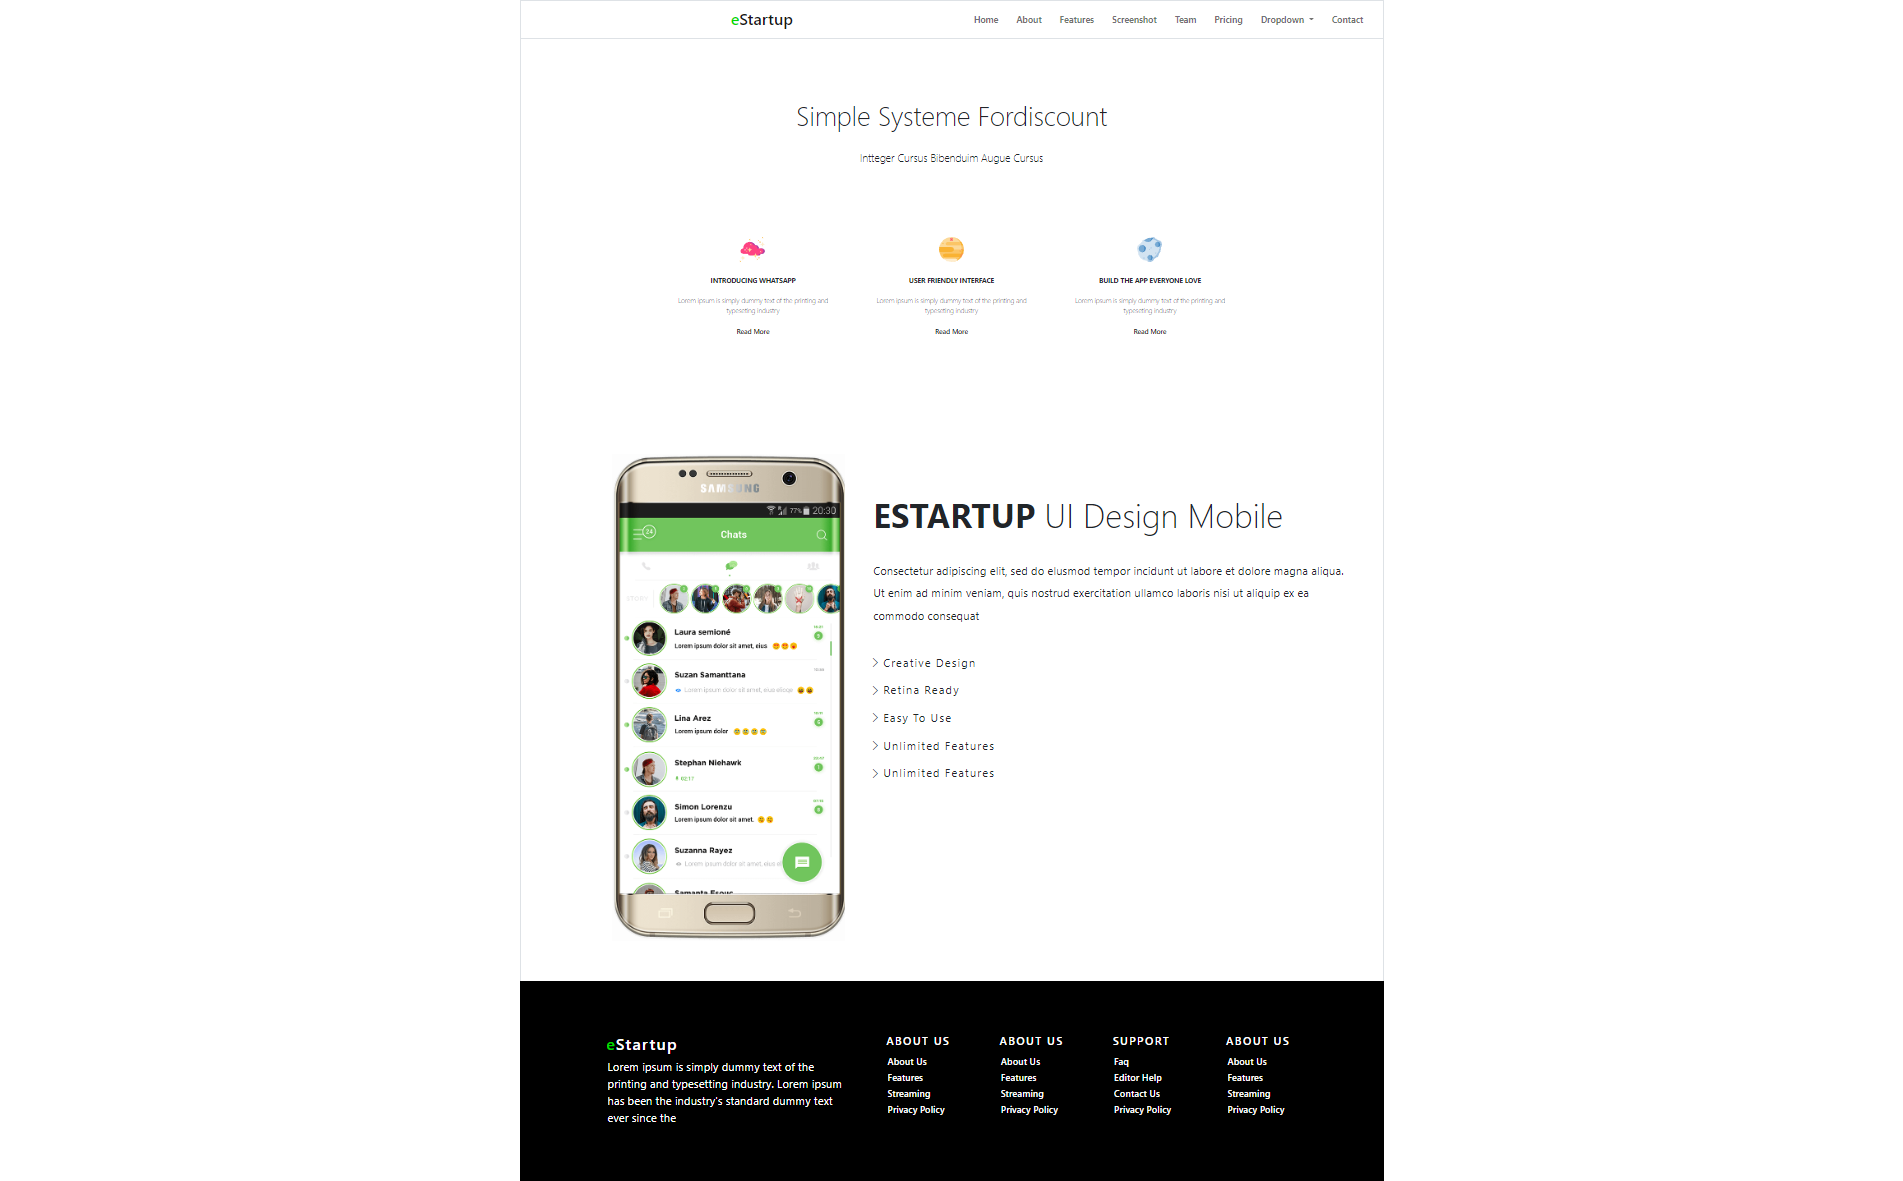 eStartup
Home About Features Screenshot Team Pricing Dropdown Contact
Simple Systeme Fordiscount
Intteger Cursus Bibenduim Augue Cursus
INTRODUCING WHATSAPP
Lorem ipsum is simply dummy text of the printing and
typeseting industry
Read More
USER FRIENDLY INTERFACE
Lorem ipsum is simply dummy text of the printing and
typeseting industry
Read More
BUILD THE APP EVERYONE LOVE
Lorem ipsum is simply dummy text of the printing and
typeseting industry
Read More
SAMSUNG
77% 20:30
24
Chats
STORY
Laura semioné
Lorem ipsum dolor sit amet, eius
Suzan Samanttana
Lorem ipsum dolor sit amet, eius elioqe
Lina Arez
Lorem ipsum dolor
Stephan Niehawk
02:17
Simon Lorenzu
Lorem ipsum dolor sit amet.
Suzanna Rayez
Lorem ipsum dolor sit amet, eius
Samanta
ESTARTUP UI Design Mobile
Consectetur adipiscing elit, sed do eiusmod tempor incidunt ut labore et dolore magna aliqua.
Ut enim ad minim veniam, quis nostrud exercitation ullamco laboris nisi ut aliquip ex ea
commodo consequat
Creative Design
Retina Ready
Easy To Use
Unlimited Features
Unlimited Features
eStartup
Lorem ipsum is simply dummy text of the
printing and typesetting industry. Lorem ipsum
has been the industry's standard dummy text
ever since the
ABOUT US
About Us
Features
Streaming
Privacy Policy
ABOUT US
About Us
Features
Streaming
Privacy Policy
SUPPORT
Faq
Editor Help
Contact Us
Privacy Policy
ABOUT US
About Us
Features
Streaming
Privacy Policy